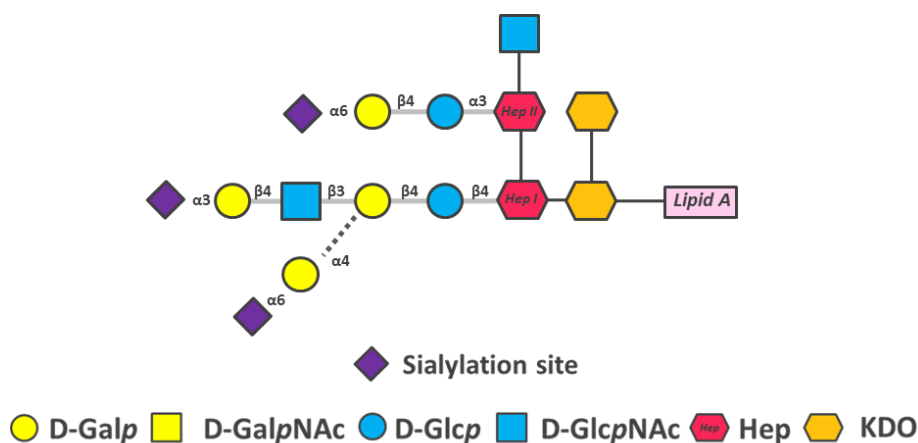 α6 β4 α3 Hep II
α3 β4 β3 β4 β4 Hep I Lipid A
α4
α6
Sialylation site
D-Galp D-GalpNAc D-Glcp D-GlcpNAc Hep Hep KDO